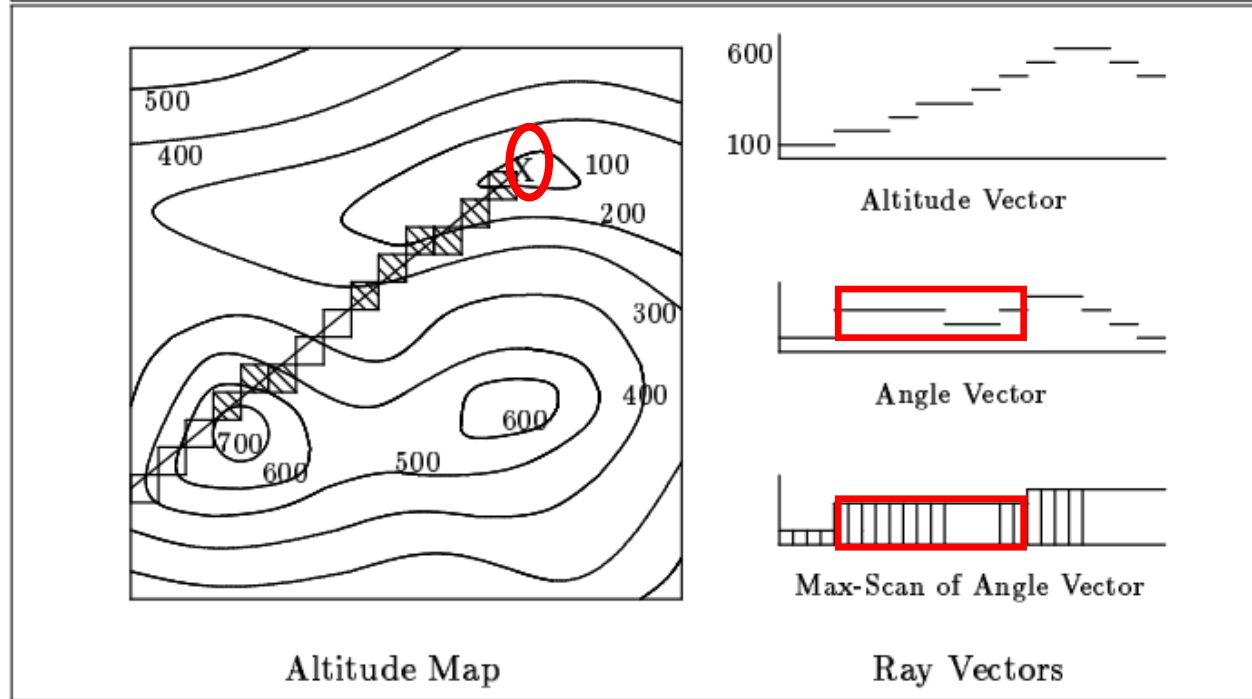 500
400
X
100
200
300
400
600
500
700
600
Altitude Map
600
100
Altitude Vector
Angle Vector
Max-Scan of Angle Vector
Ray Vectors